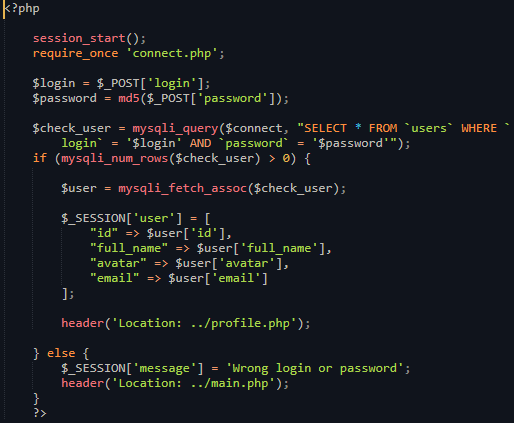 <?php
session_start();
require_once 'connect.php';
$login = $_POST['login'];
$password = md5($_POST['password']);
$check_user = mysqli_query($connect, "SELECT * FROM `users` WHERE `
login` = '$login' AND `password` = '$password'");
if (mysqli_num_rows($check_user) > 0) {
$user = mysqli_fetch_assoc($check_user);
$_SESSION['user'] = [
"id" => $user['id'],
"full_name" => $user['full_name'],
"avatar" => $user['avatar'],
"email" => $user['email']
];
header('Location: ../profile.php');
} else {
$_SESSION['message'] = 'Wrong login or password';
header('Location: ../main.php');
}
?>